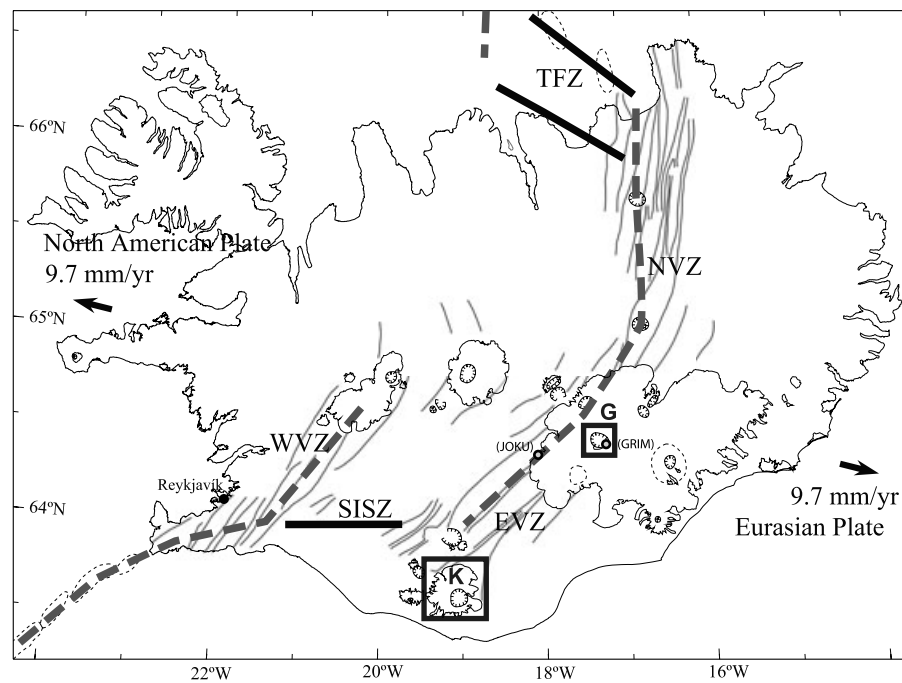 TFZ
66ºN
North American Plate
9.7 mm/yr
NVZ
65ºN
G
WVZ
(JOKU)
(GRIM)
Reykjavík
SISZ
64ºN
EVZ
9.7 mm/yr
Eurasian Plate
K
22ºW
20ºW
18ºW
16ºW